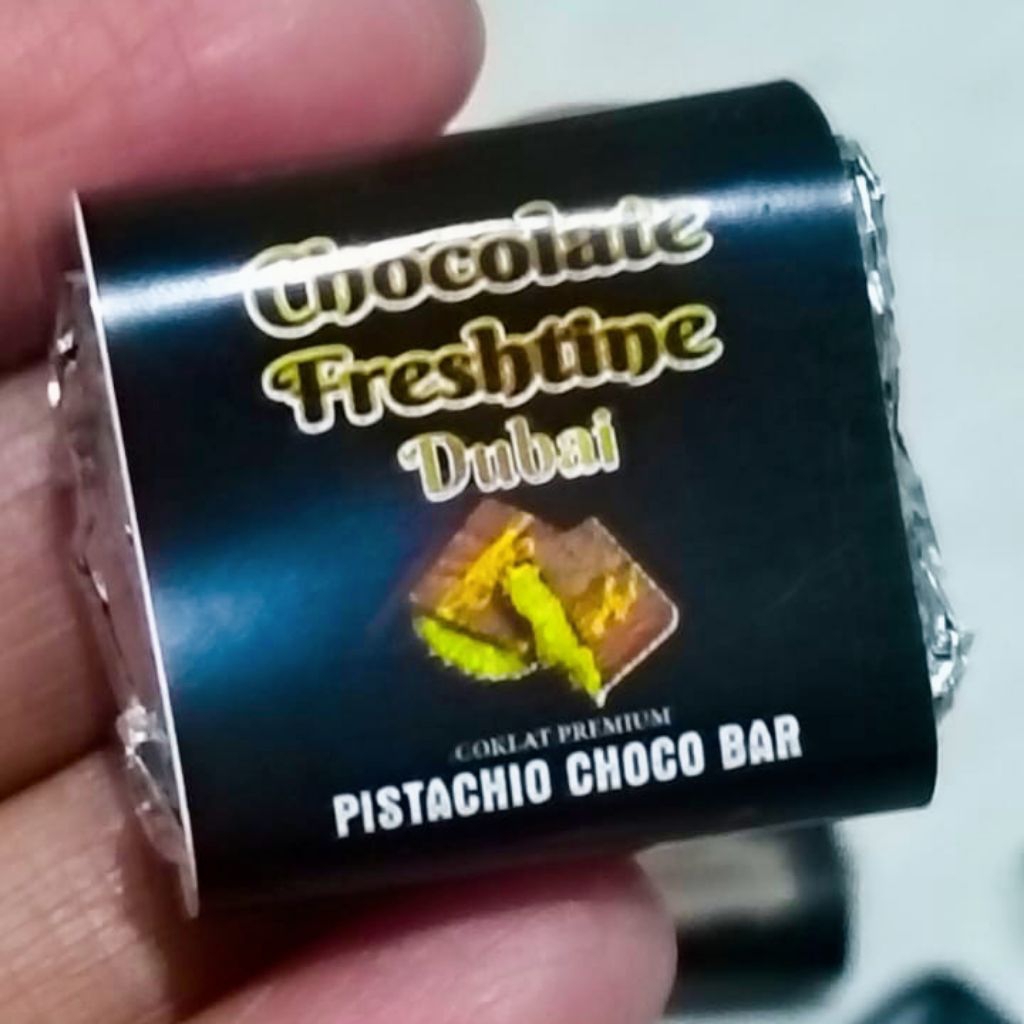 Chocolate
Freshtine
Dubai
COKLAT PREMIUM
PISTACHIO CHOCO BAR